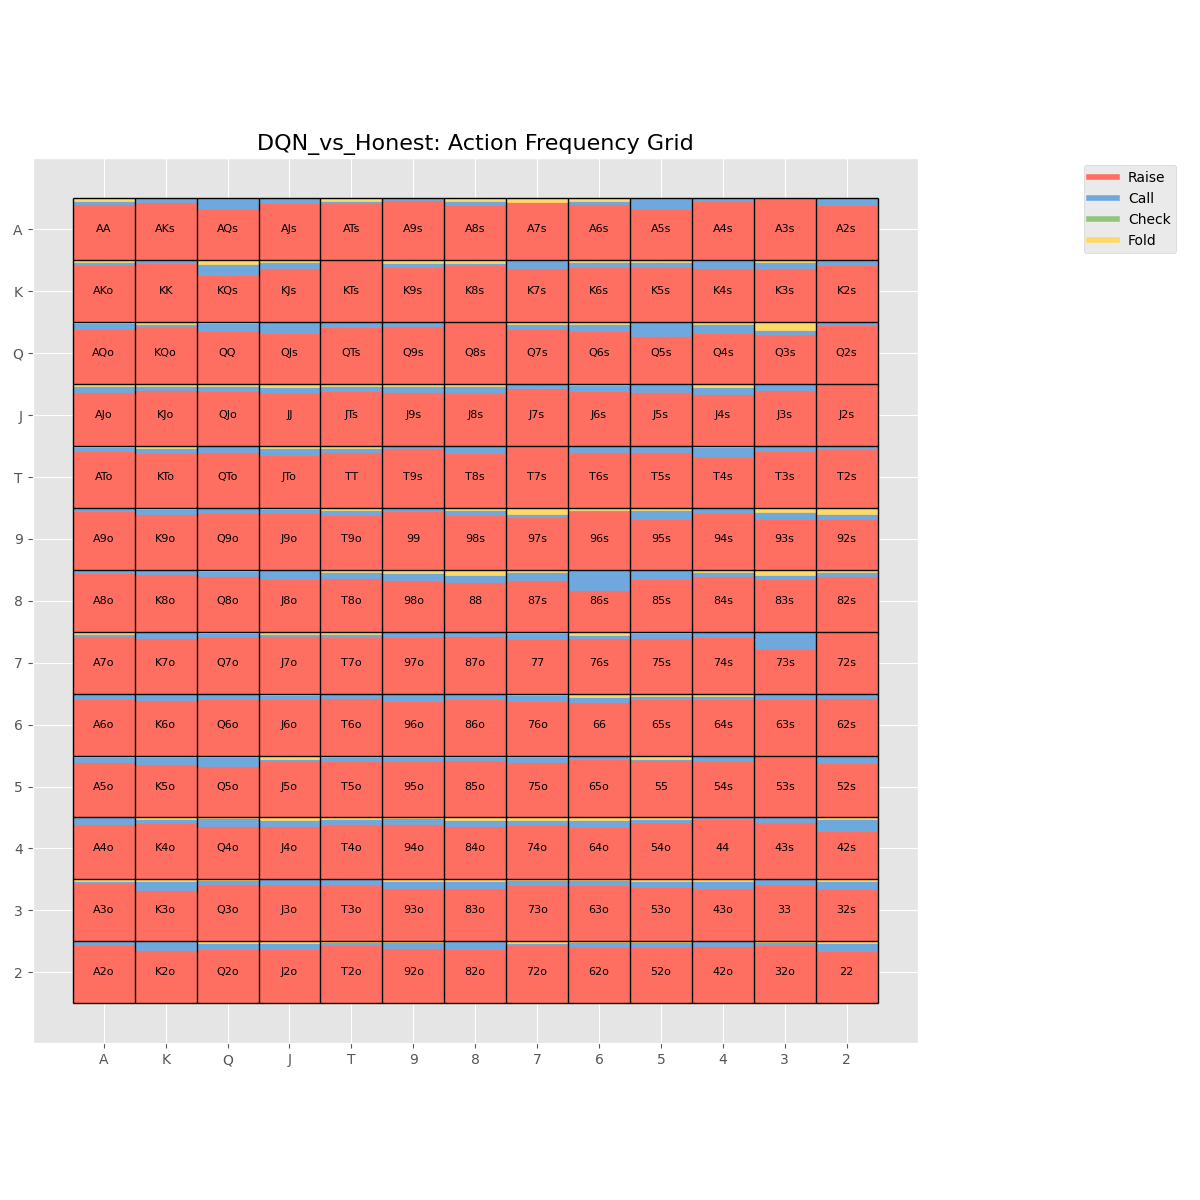 DQN_vs_Honest: Action Frequency Grid
Raise
Call
Check
Fold
A AA AKs AQs AJs ATs A9s A8s A7s A6s A5s A4s A3s A2s
K AKo KK KQs KJs KTs K9s K8s K7s K6s K5s K4s K3s K2s
Q AQo KQo QQ QJs QTs Q9s Q8s Q7s Q6s Q5s Q4s Q3s Q2s
J AJo KJo QJo JJ JTs J9s J8s J7s J6s J5s J4s J3s J2s
T ATo KTo QTo JTo TT T9s T8s T7s T6s T5s T4s T3s T2s
9 A9o K9o Q9o J9o T9o 99 98s 97s 96s 95s 94s 93s 92s
8 A8o K8o Q8o J8o T8o 98o 88 87s 86s 85s 84s 83s 82s
7 A7o K7o Q7o J7o T7o 97o 87o 77 76s 75s 74s 73s 72s
6 A6o K6o Q6o J6o T6o 96o 86o 76o 66 65s 64s 63s 62s
5 A5o K5o Q5o J5o T5o 95o 85o 75o 65o 55 54s 53s 52s
4 A4o K4o Q4o J4o T4o 94o 84o 74o 64o 54o 44 43s 42s
3 A3o K3o Q3o J3o T3o 93o 83o 73o 63o 53o 43o 33 32s
2 A2o K2o Q2o J2o T2o 92o 82o 72o 62o 52o 42o 32o 22
A K Q J T 9 8 7 6 5 4 3 2